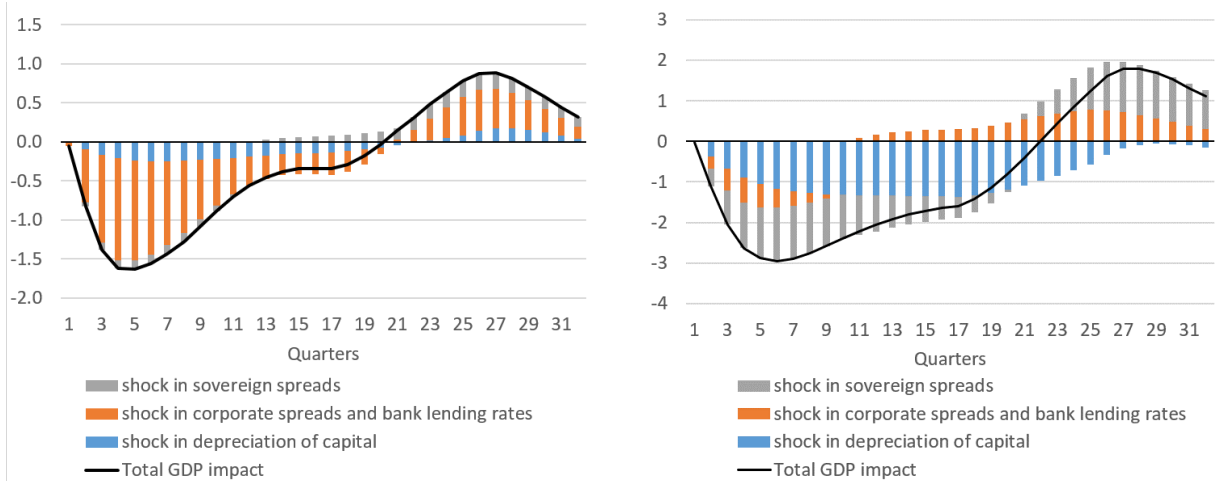 1.5
1.0
0.5
0.0
-0.5
-1.0
-1.5
-2.0
1 3 5 7 9 11 13 15 17 19 21 23 25 27 29 31
Quarters
shock in sovereign spreads
shock in corporate spreads and bank lending rates
shock in depreciation of capital
Total GDP impact
3
2
1
0
-1
-2
-3
-4
1 3 5 7 9 11 13 15 17 19 21 23 25 27 29 31
Quarters
shock in sovereign spreads
shock in corporate spreads and bank lending rates
shock in depreciation of capital
Total GDP impact